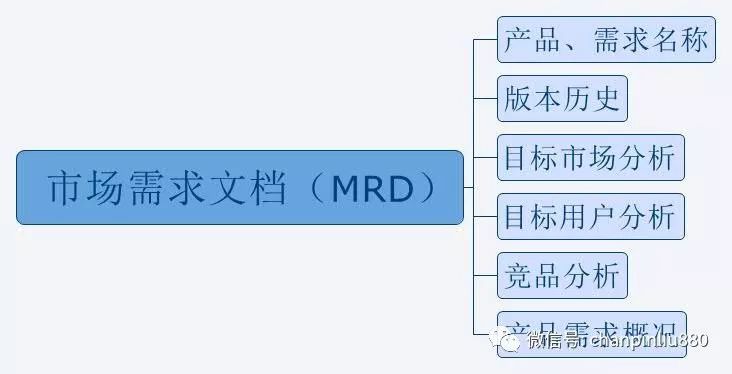 产品、需求名称
版本历史
目标市场分析
市场需求文档（MRD）
目标用户分析
竞品分析
产品需求概况
微信号: chanpinliu880